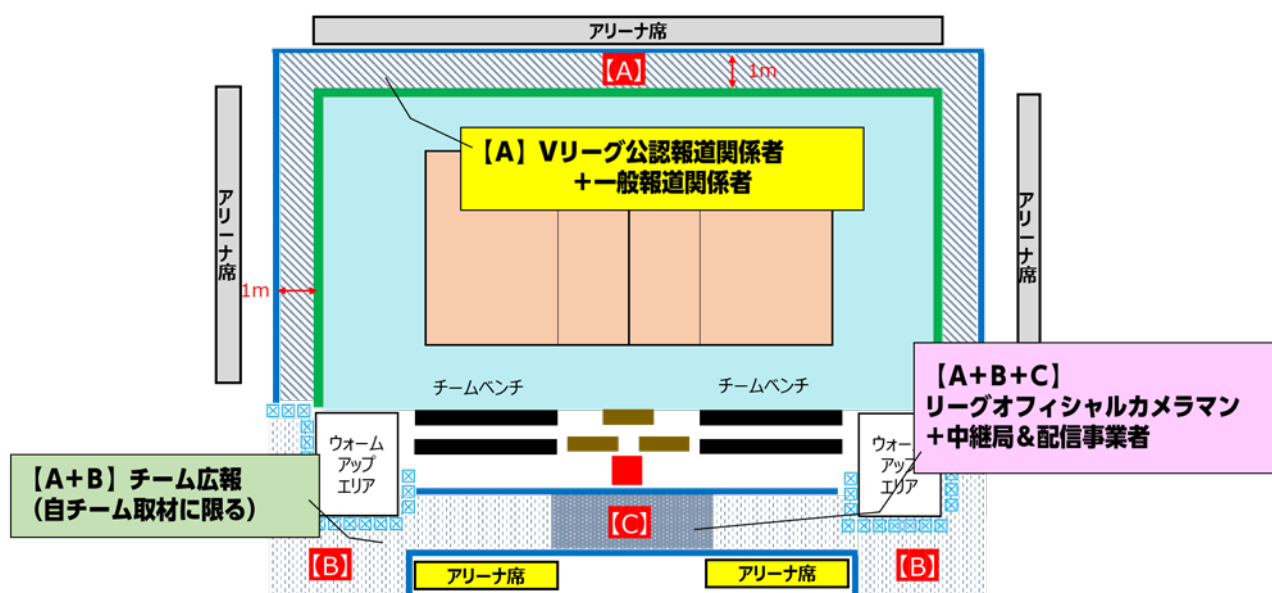 アリーナ席
【A】
1m
アリーナ席
アリーナ席
【A】Vリーグ公認報道関係者
+一般報道関係者
1m
チームベンチ
チームベンチ
【A+B+C】
リーグオフィシャルカメラマン
+中継局&配信事業者
ウォーム
アップ
エリア
ウォー
アップ
エリア
【A+B】チーム広報
(自チーム取材に限る)
【C】
【B】
【B】
アリーナ席
アリーナ席